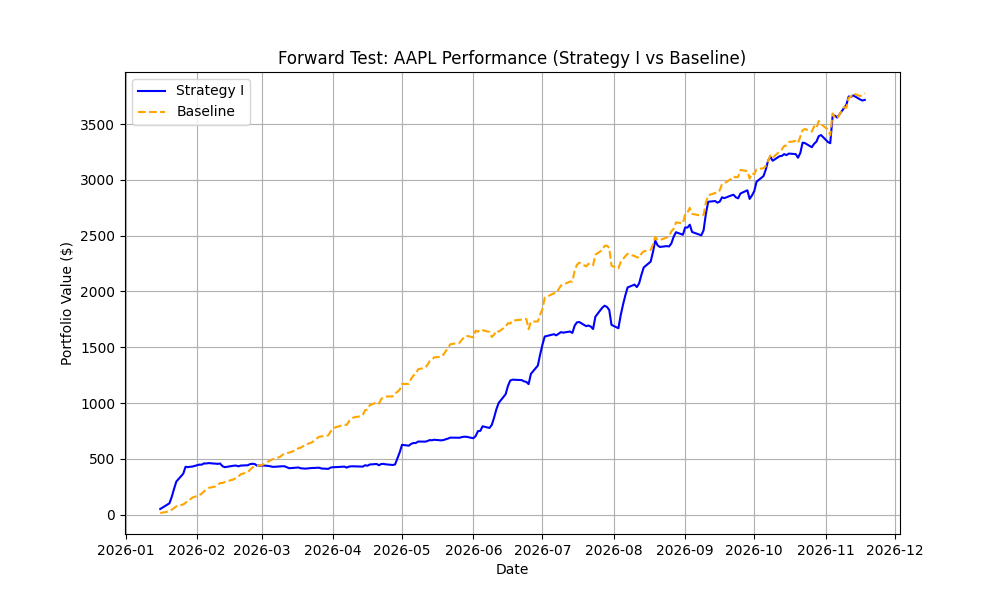 Forward Test: AAPL Performance (Strategy I vs Baseline)
Strategy I
Baseline
Portfolio Value ($)
3500
3000
2500
2000
1500
1000
500
0
2026-01 2026-02 2026-03 2026-04 2026-05 2026-06 2026-07 2026-08 2026-09 2026-10 2026-11 2026-12
Date